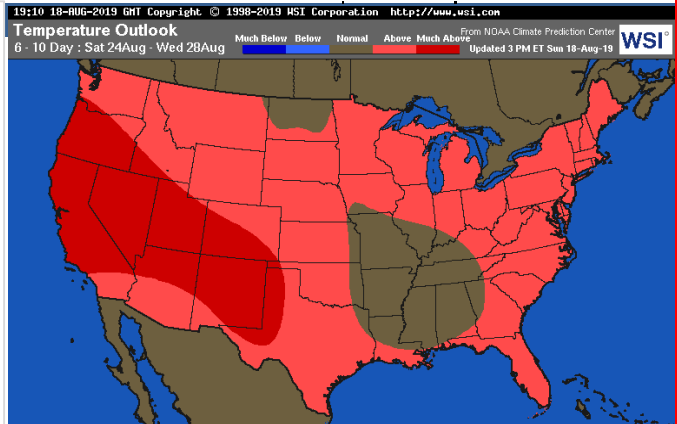 19:10 18-AUG-2019 GMT Copyright © 1998-2019 WSI Corporation http://www.wsi.com
Temperature Outlook
6 - 10 Day : Sat 24Aug - Wed 28Aug
Much Below Below Normal Above Much Above
From NOAA Climate Prediction Center
Updated 3 PM ET Sun 18-Aug-19
WSI